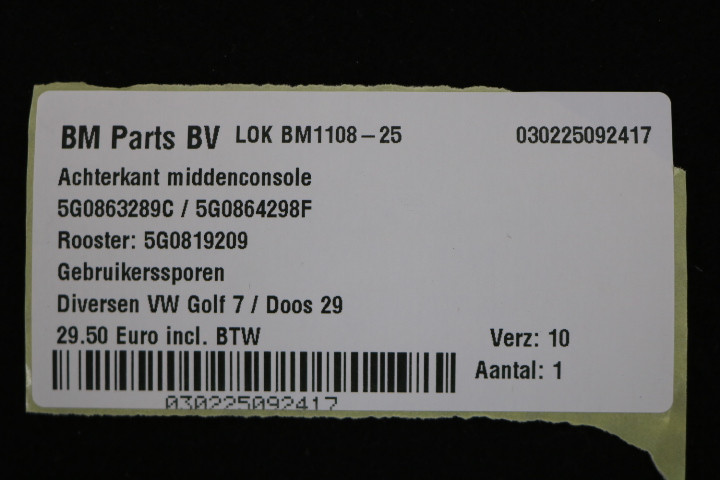 BM Parts BV LOK BM1108-25 030225092417
Achterkant middenconsole
5G0863289C / 5G0864298F
Rooster: 5G0819209
Gebruikerssporen
Diversen VW Golf 7 / Doos 29
29.50 Euro incl. BTW Verz: 10
Aantal: 1
030225092417